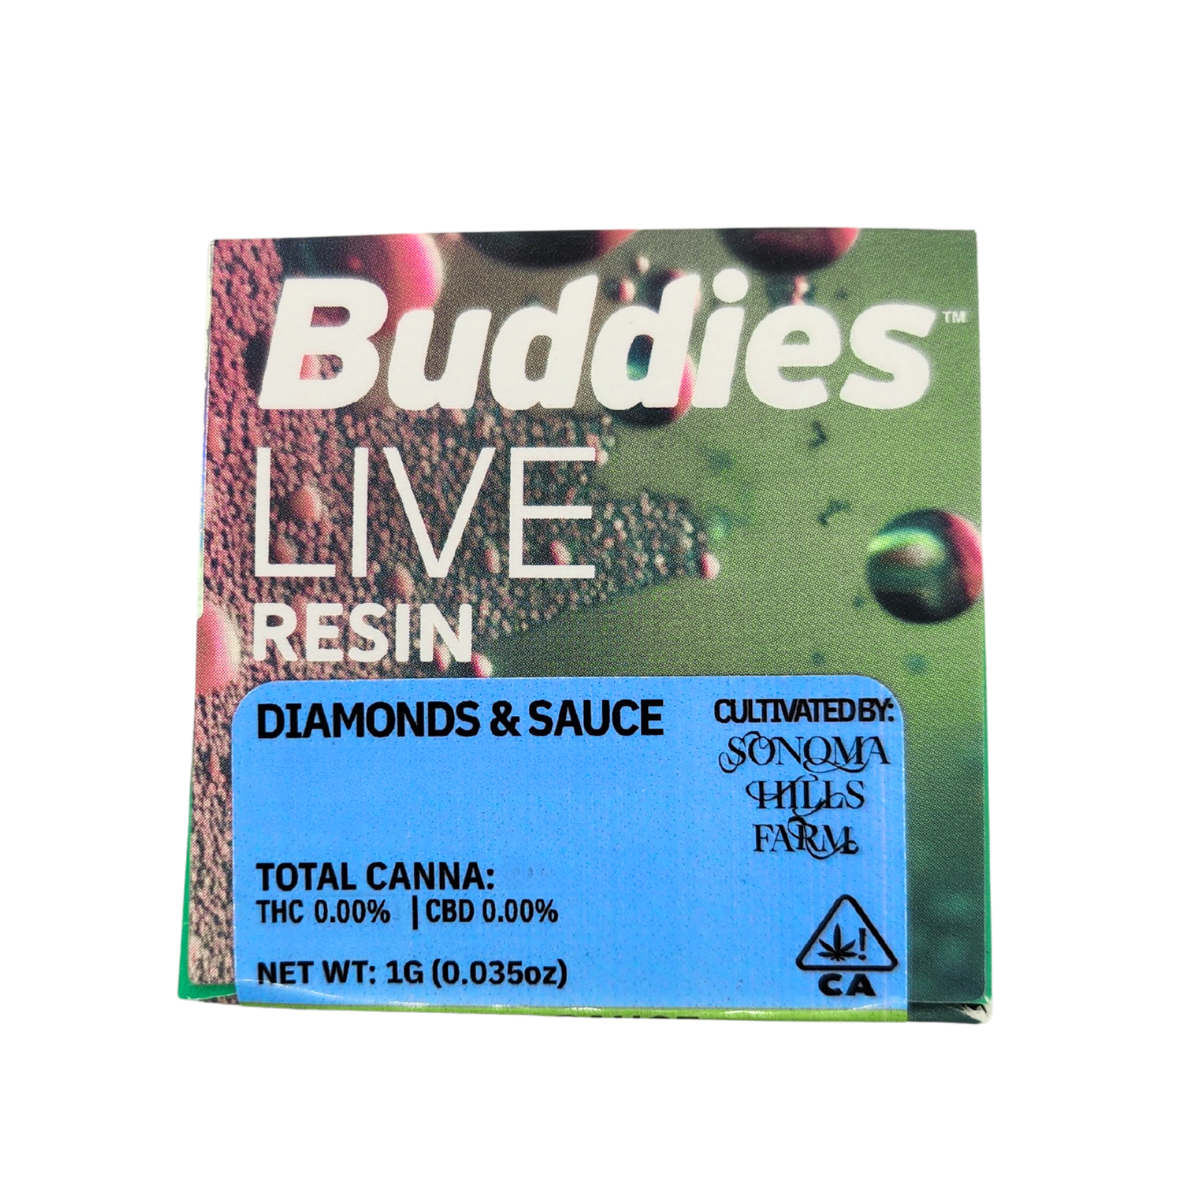 Buddies™
LIVE
RESIN
DIAMONDS & SAUCE
CULTIVATED BY:
SONOMA
HILLS
FARM
TOTAL CANNA:
THC 0.00% | CBD 0.00%
NET WT: 1G (0.035oz)
!
CA